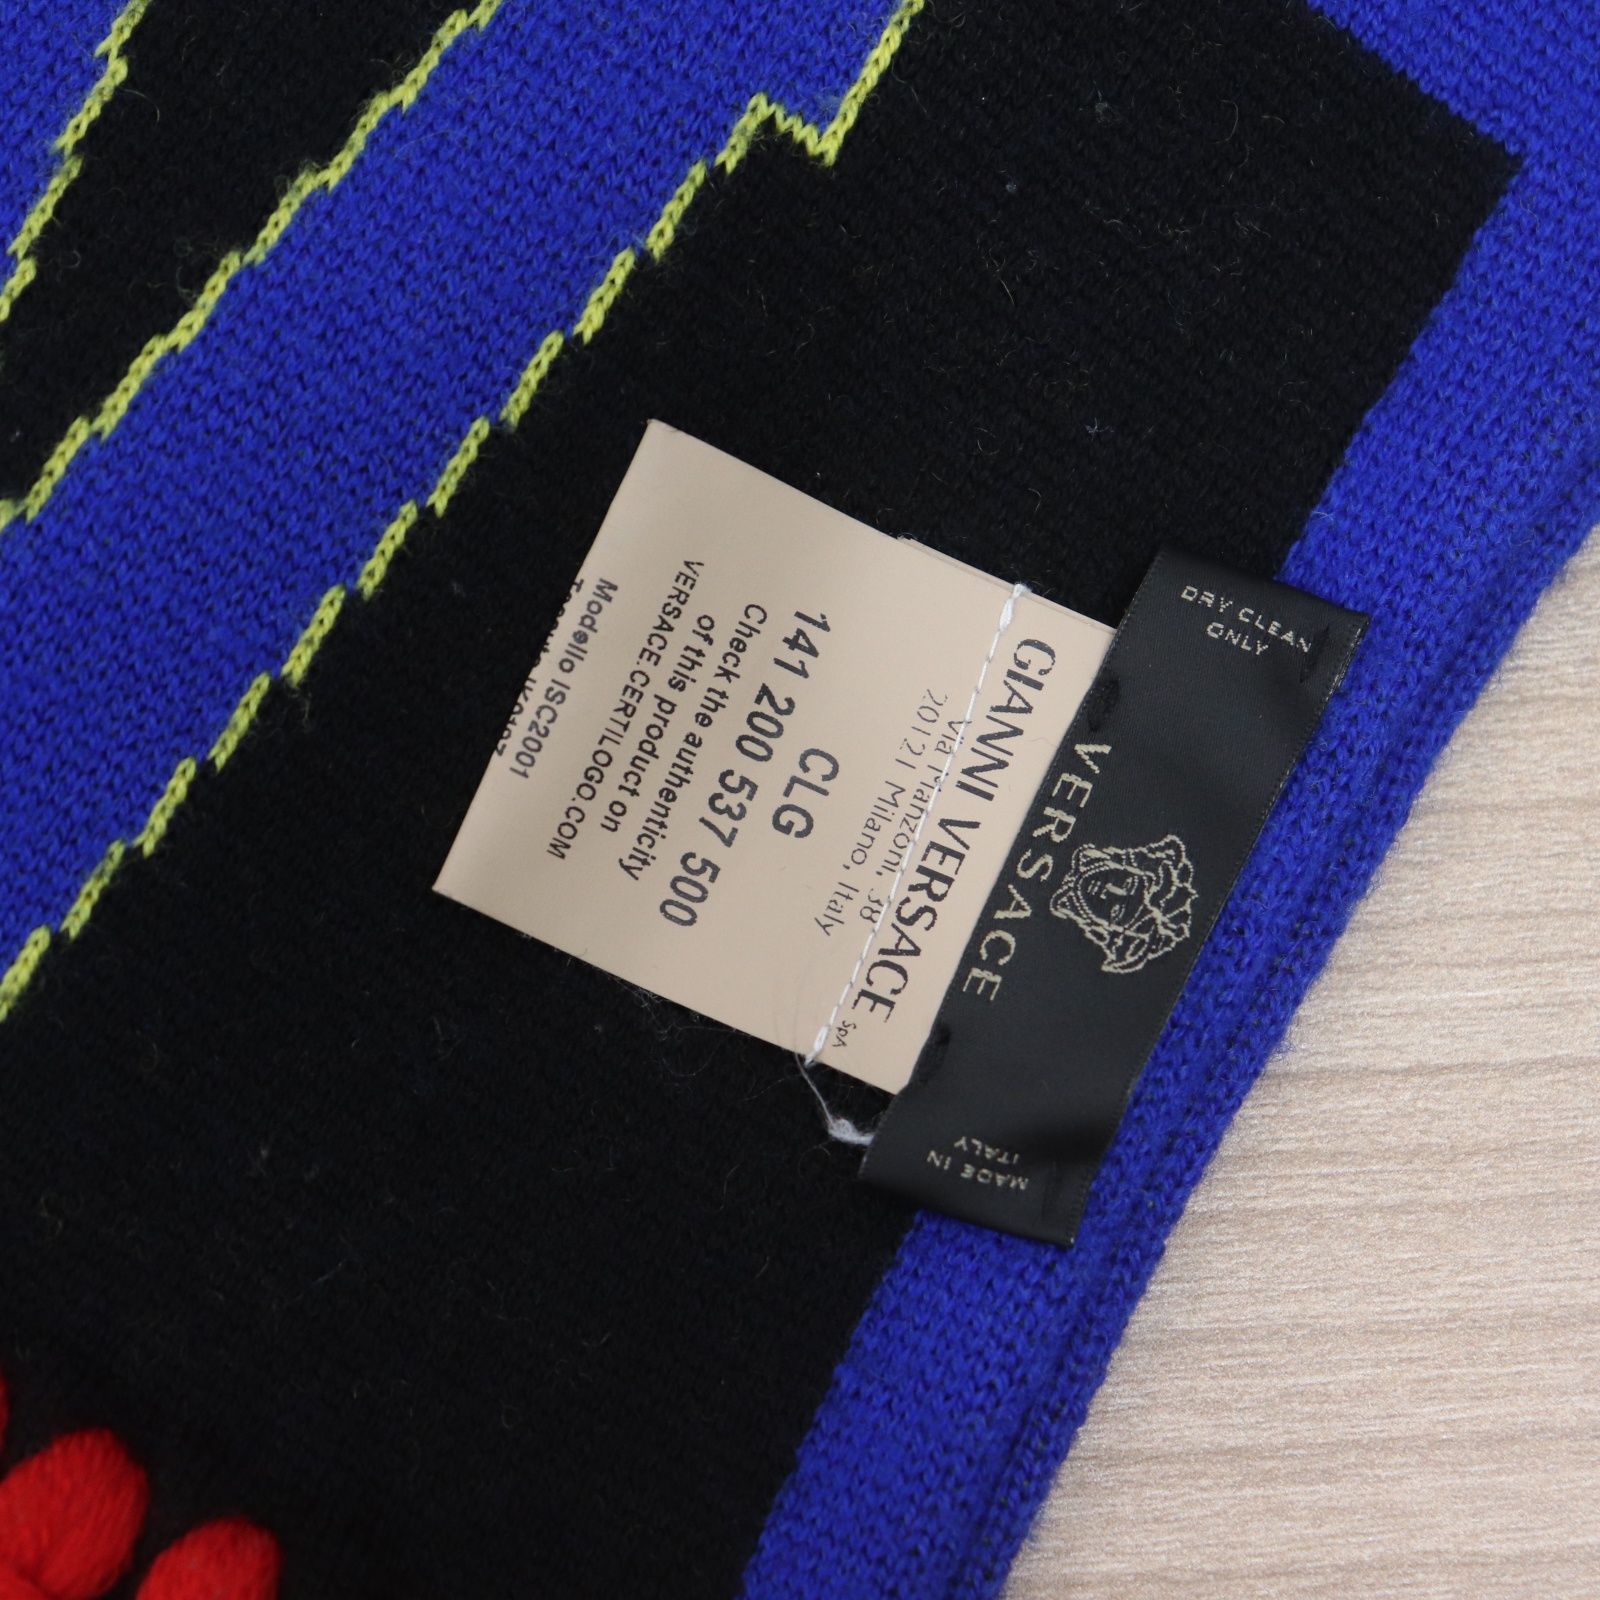 GIANNI VERSACE SpA
Via Manzoni, 38
20121 Milano, Italy
CLG
141 200 537 500
Check the authenticity
of this product on
VERSACE.CERTILOGO.COM
Modello ISC2001
DRY CLEAN
ONLY
VERSACE
MADE IN
ITALY